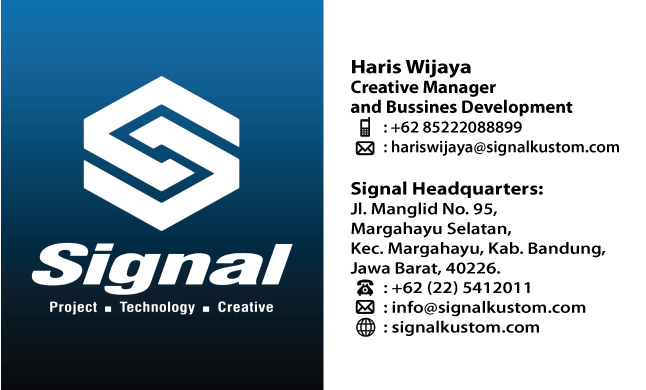 Signal
Project ■ Technology ■ Creative
Haris Wijaya
Creative Manager
and Bussines Development
: +62 85222088899
: hariswijaya@signalkustom.com
Signal Headquarters:
Jl. Manglid No. 95,
Margahayu Selatan,
Kec. Margahayu, Kab. Bandung,
Jawa Barat, 40226.
: +62 (22) 5412011
: info@signalkustom.com
: signalkustom.com